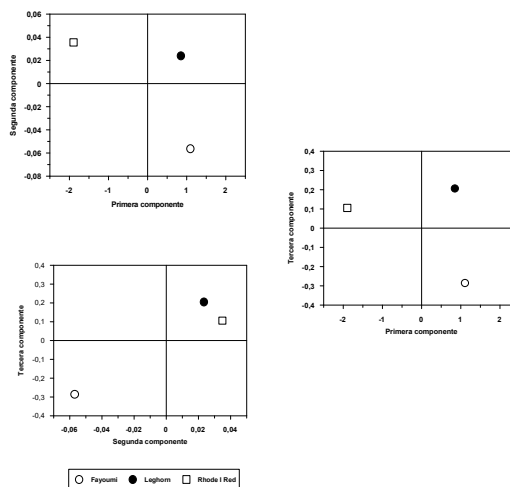 0,06
0,04
0,02
0
-0,02
-0,04
-0,06
-0,08
Segunda componente
-2 -1 0 1 2
Primera componente
0,4
0,3
0,2
0,1
0
-0,1
-0,2
-0,3
-0,4
Tercera componente
-2 -1 0 1 2
Primera componente
0,4
0,3
0,2
0,1
0
-0,1
-0,2
-0,3
-0,4
Tercera componente
-0,06 -0,04 -0,02 0 0,02 0,04
Segunda componente
Fayoumi Leghorn Rhode I Red